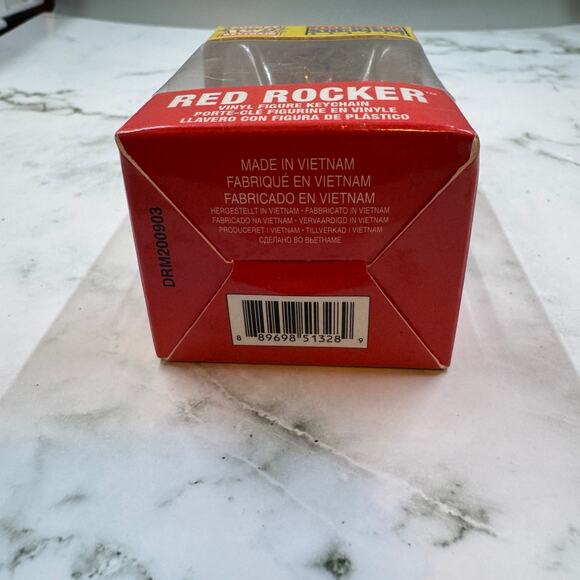 RED ROCKER™
VINYL FIGURE KEYCHAIN
PORTE-CLÉ FIGURINE EN VINYLE
LLAVERO CON FIGURA DE PLÁSTICO
MADE IN VIETNAM
FABRIQUÉ EN VIETNAM
FABRICADO EN VIETNAM
HERGESTELLT IN VIETNAM • FABBRICATO IN VIETNAM
FABRICADO NA VIETNAM • VERVAARDIGD IN VIETNAM
PRODUCERET I VIETNAM • TILLVERKAD I VIETNAM
СДЕЛАНО ВО ВЬЕТНАМЕ
DRM200903
8 89698 51328 9